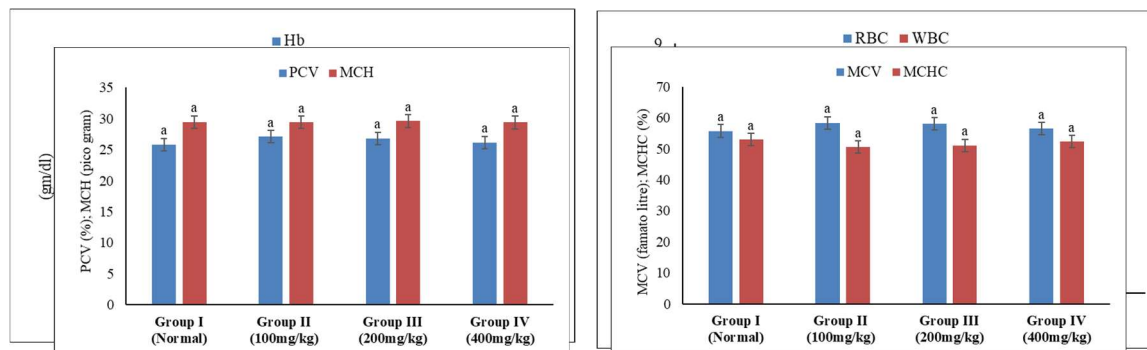 Hb
(gm/dl)
PCV MCH
PCV (%); MCH (pico gram)
35
30
25
20
15
10
5
0
a a a a a a a a
Group I Group II Group III Group IV
(Normal) (100mg/kg) (200mg/kg) (400mg/kg)
RBC WBC
MCV MCHC
MCV (famato litre); MCHC (%)
70
60
50
40
30
20
10
0
a a a a a a a a
Group I Group II Group III Group IV
(Normal) (100mg/kg) (200mg/kg) (400mg/kg)